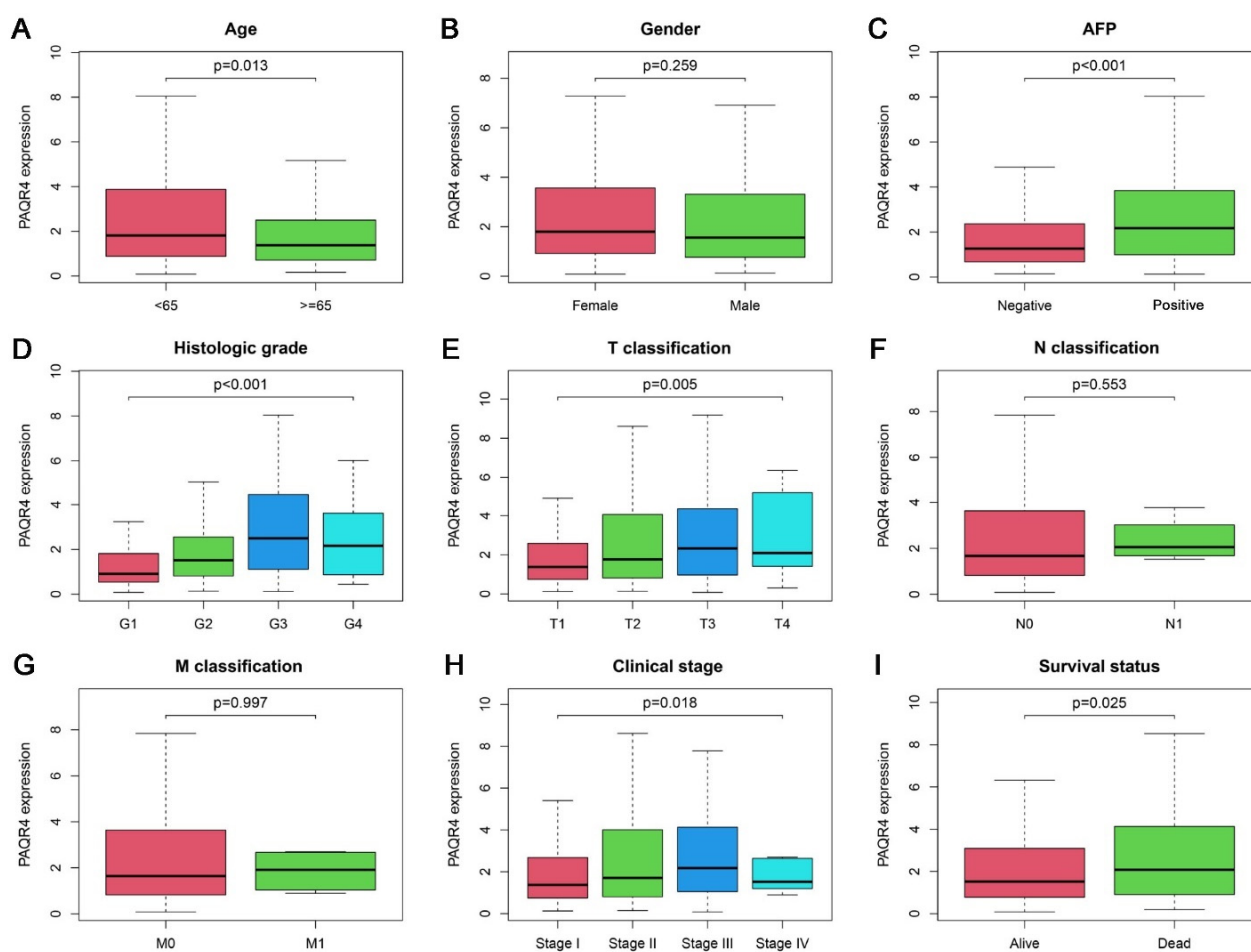 A
Age
p=0.013
PAQR4 expression
0
2
4
6
8
10
<65
>=65
B
Gender
p=0.259
PAQR4 expression
0
2
4
6
8
Female
Male
C
AFP
p<0.001
PAQR4 expression
0
2
4
6
8
10
Negative
Positive
D
Histologic grade
p<0.001
PAQR4 expression
0
2
4
6
8
10
G1
G2
G3
G4
E
T classification
p=0.005
PAQR4 expression
0
2
4
6
8
10
T1
T2
T3
T4
F
N classification
p=0.553
PAQR4 expression
0
2
4
6
8
N0
N1
G
M classification
p=0.997
PAQR4 expression
0
2
4
6
8
M0
M1
H
Clinical stage
p=0.018
PAQR4 expression
0
2
4
6
8
10
Stage I
Stage II
Stage III
Stage IV
I
Survival status
p=0.025
PAQR4 expression
0
2
4
6
8
10
Alive
Dead